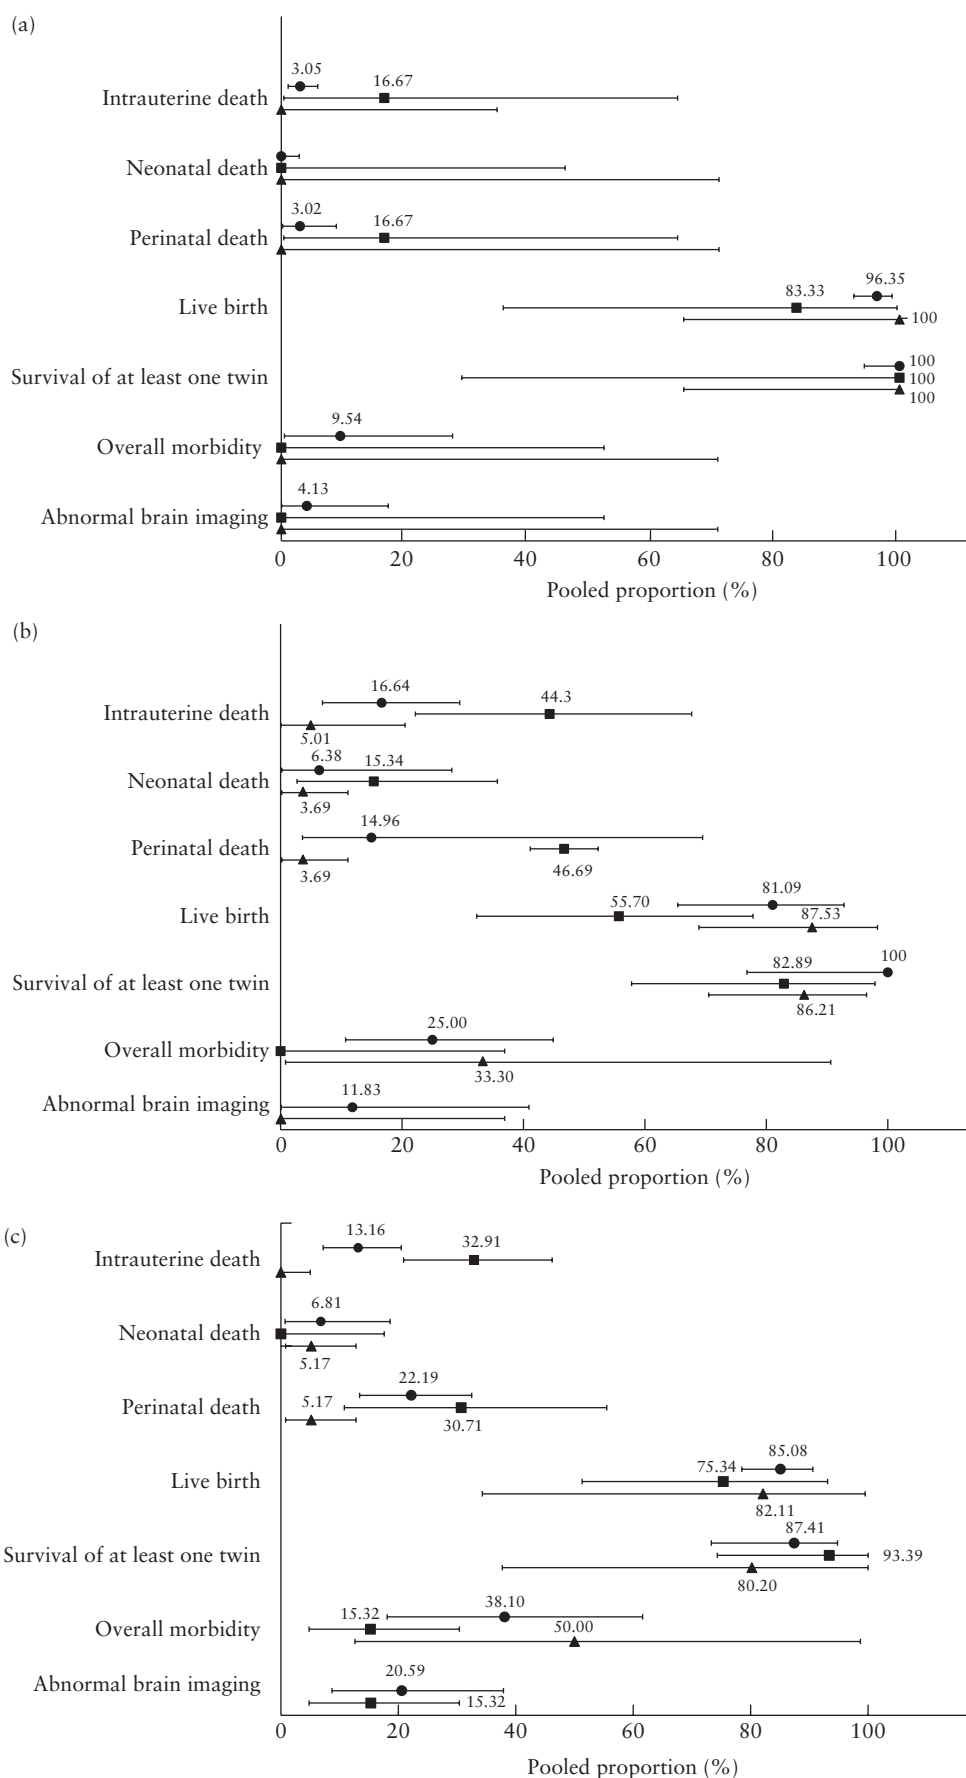 (a)
3.05
16.67
Intrauterine death
Neonatal death
3.02
16.67
Perinatal death
96.35
83.33
Live birth
100
100
Survival of at least one twin
100
100
9.54
Overall morbidity
4.13
Abnormal brain imaging
0 20 40 60 80 100
Pooled proportion (%)
(b)
16.64
44.3
Intrauterine death
5.01
6.38
15.34
Neonatal death
3.69
14.96
Perinatal death
46.69
3.69
81.09
55.70
Live birth
87.53
100
82.89
Survival of at least one twin
86.21
25.00
Overall morbidity
33.30
11.83
Abnormal brain imaging
0 20 40 60 80 100
Pooled proportion (%)
(c)
13.16
32.91
Intrauterine death
6.81
Neonatal death
5.17
22.19
5.17
Perinatal death
30.71
85.08
75.34
Live birth
82.11
87.41
Survival of at least one twin
93.39
80.20
38.10
15.32
50.00
Overall morbidity
20.59
Abnormal brain imaging
15.32
0 20 40 60 80 100
Pooled proportion (%)